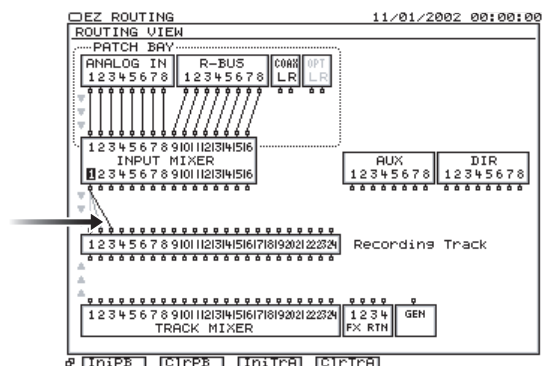 EZ ROUTING 11/01/2002 00:00:00
ROUTING VIEW
PATCH BAY
ANALOG IN R-BUS COAX OPT
12345678 12345678 LR LR
12345678910111213141516
INPUT MIXER AUX DIR
12345678910111213141516 12345678 12345678
123456789101112131415161718192021222324 Recording Track
123456789101112131415161718192021222324 1234 GEN
TRACK MIXER FX RTN
IniPB ClrPB IniTrA ClrTrA